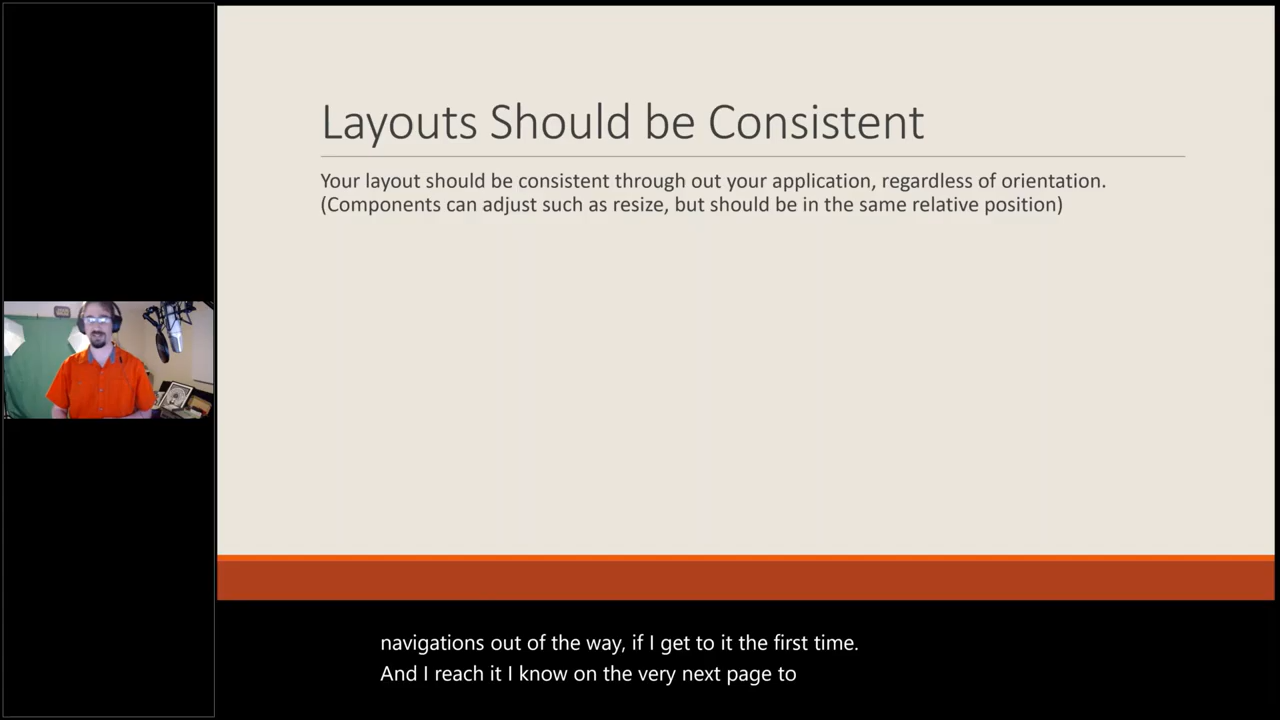 Layouts Should be Consistent
Your layout should be consistent through out your application, regardless of orientation.
(Components can adjust such as resize, but should be in the same relative position)
navigations out of the way, if I get to it the first time.
And I reach it I know on the very next page to